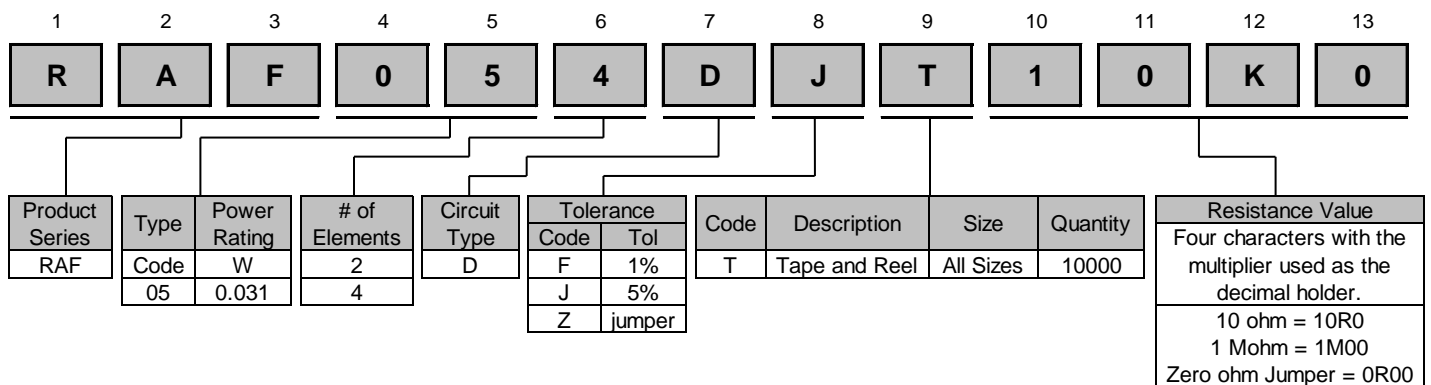 1 2 3 4 5 6 7 8 9 10 11 12 13
R A F 0 5 4 D J T 1 0 K 0
Product Series
RAF
Type Power Rating
Code W
05 0.031
# of Elements
2
4
Circuit Type
D
Tolerance
Code Tol
F 1%
J 5%
Z jumper
Code Description Size Quantity
T Tape and Reel All Sizes 10000
Resistance Value
Four characters with the
multiplier used as the
decimal holder.
10 ohm = 10R0
1 Mohm = 1M00
Zero ohm Jumper = 0R00